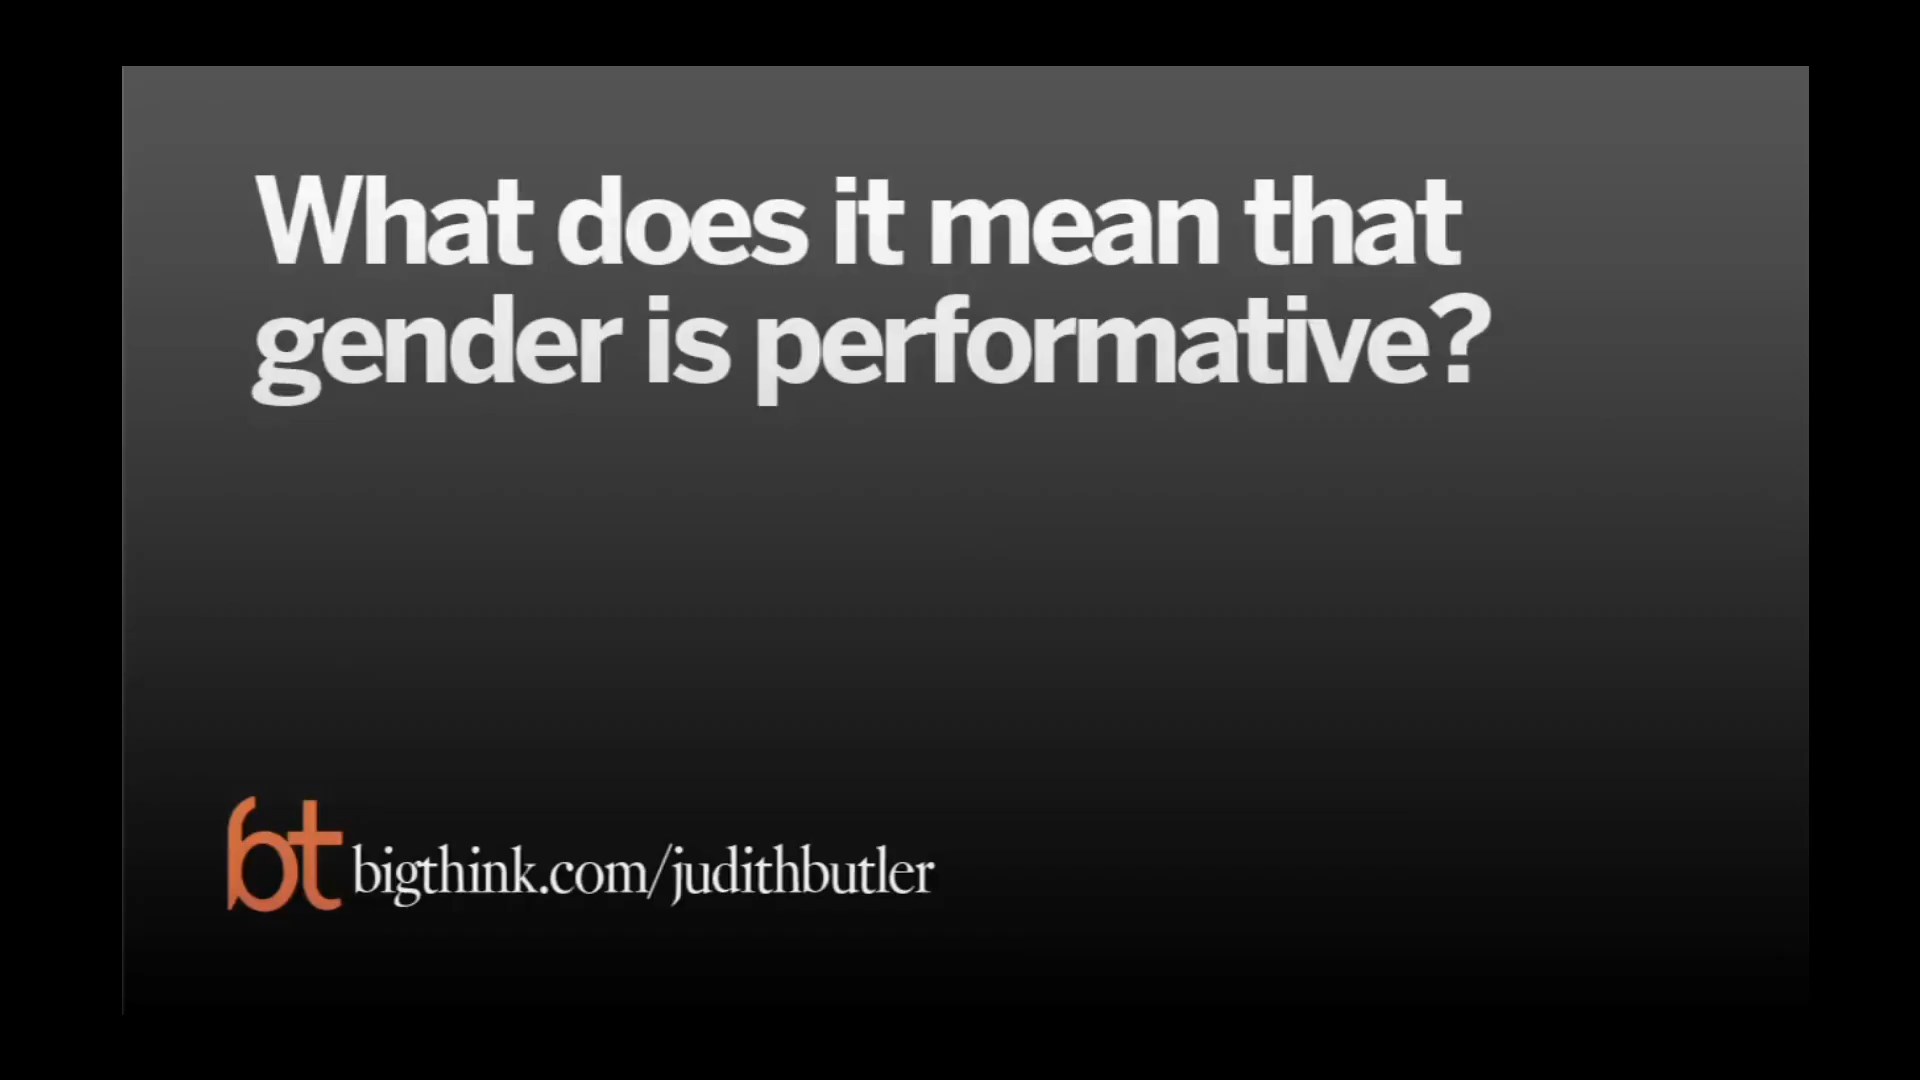 What does it mean that
gender is performative?
bt bigthink.com/judithbutler